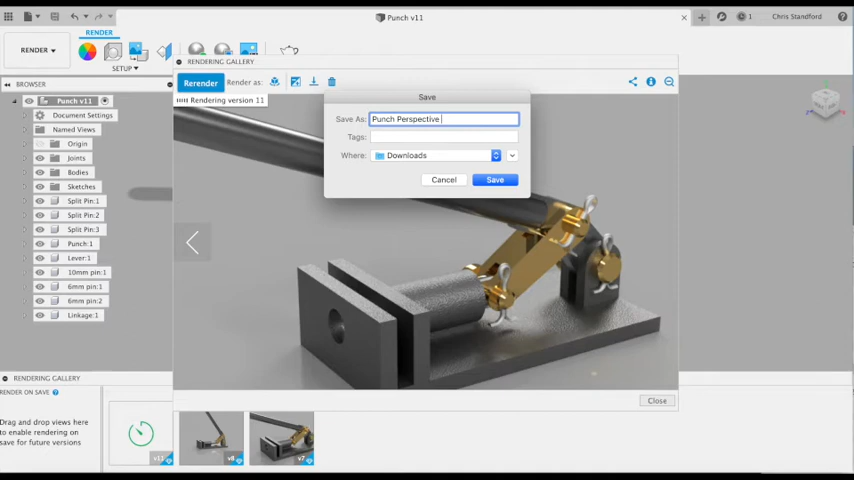 Punch v11
1
Chris Standford
RENDER
RENDER
SETUP
BROWSER
Punch v11
Document Settings
Named Views
Origin
Joints
Bodies
Sketches
Split Pin:1
Split Pin:2
Split Pin:3
Punch:1
Lever:1
10mm pin:1
6mm pin:1
6mm pin:2
Linkage:1
RENDERING GALLERY
Rerender
Render as:
Rendering version 11
Save
Save As:
Punch Perspective
Tags:
Where:
Downloads
Cancel
Save
Close
RENDERING GALLERY
RENDER ON SAVE
Drag and drop views here
to enable rendering on
save for future versions
v11
v8
v7